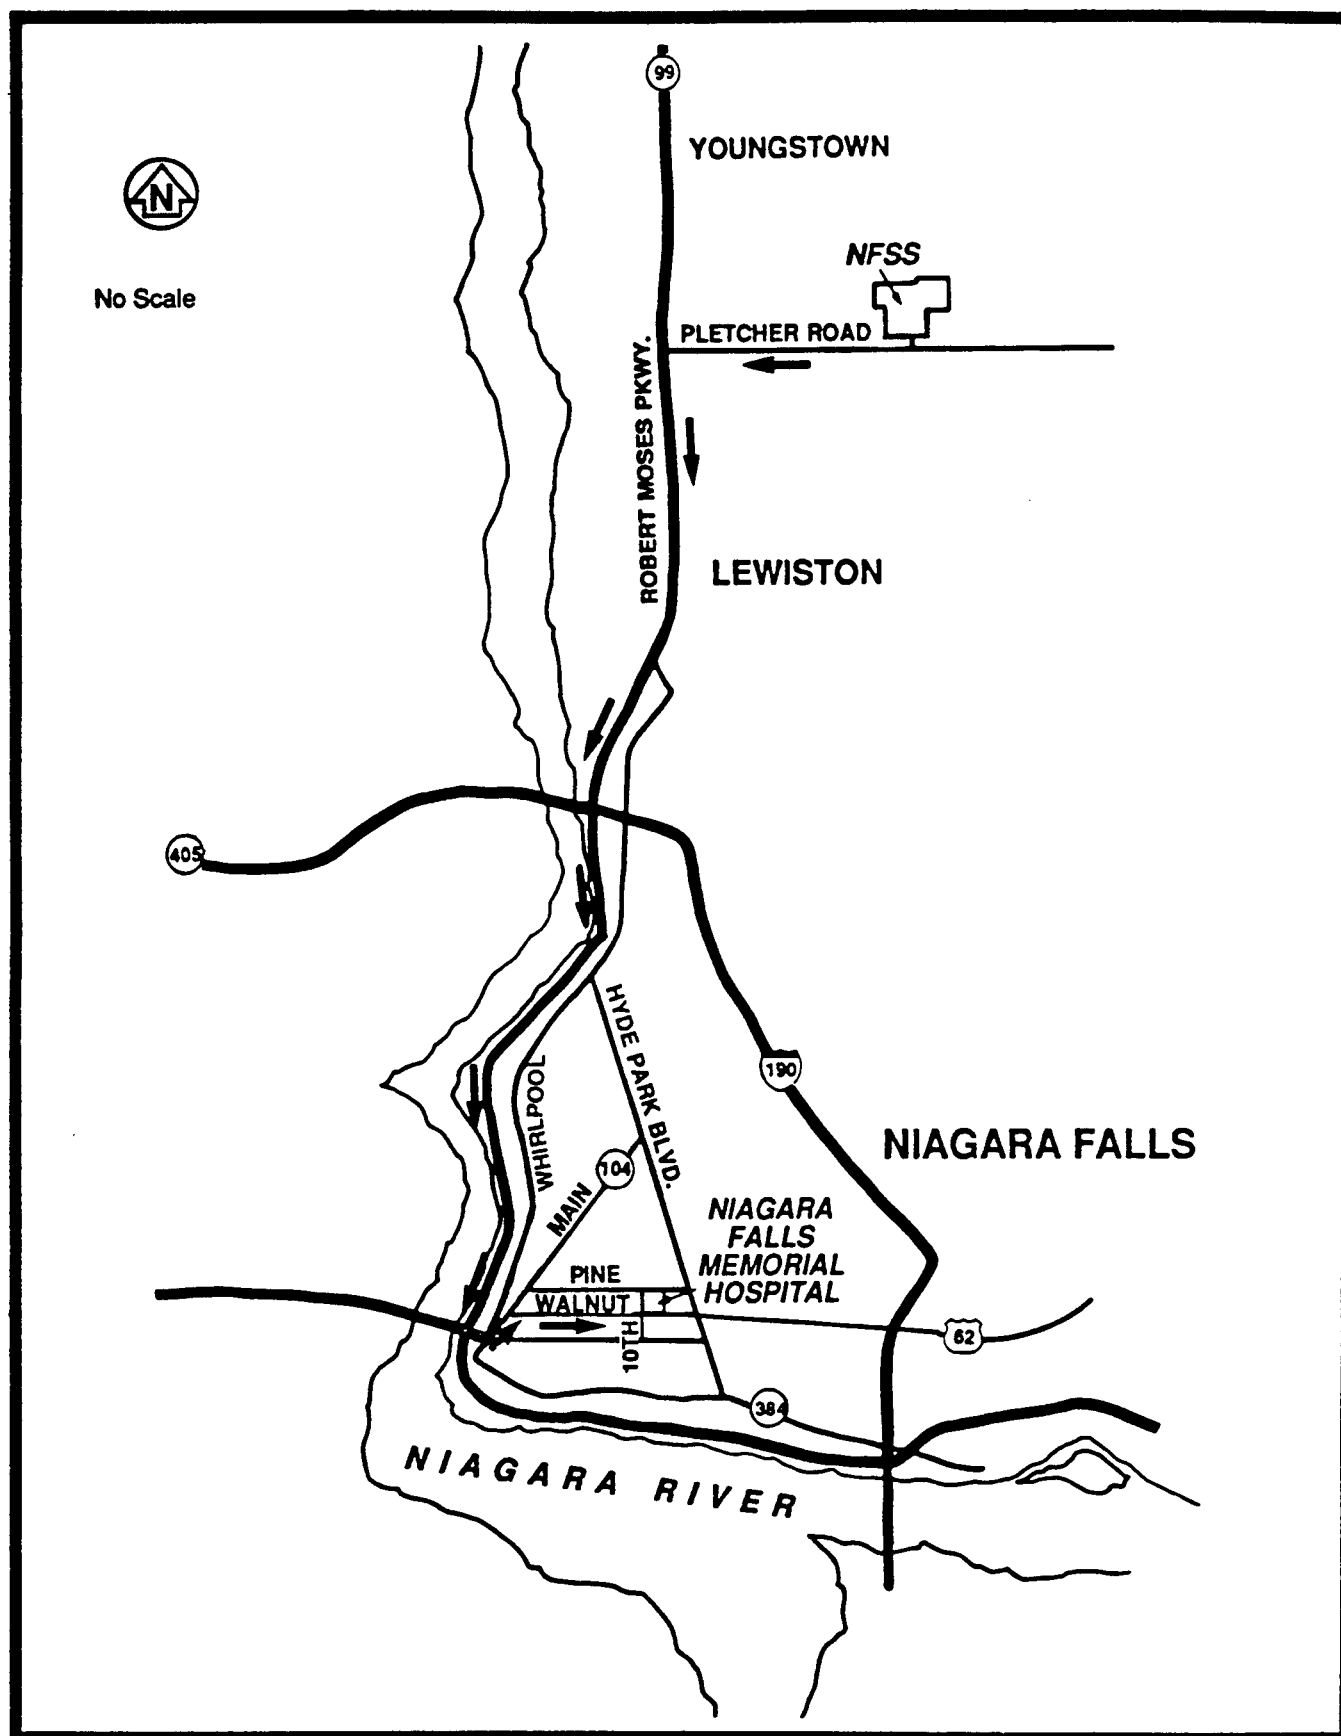 99
YOUNGSTOWN
N
No Scale
NFSS
PLETCHER ROAD
ROBERT MOSES PKWY.
LEWISTON
405
HYDE PARK BLVD.
190
WHIRLPOOL
NIAGARA FALLS
104
MAIN
NIAGARA
FALLS
MEMORIAL
HOSPITAL
PINE
WALNUT
10TH
62
384
NIAGARA RIVER